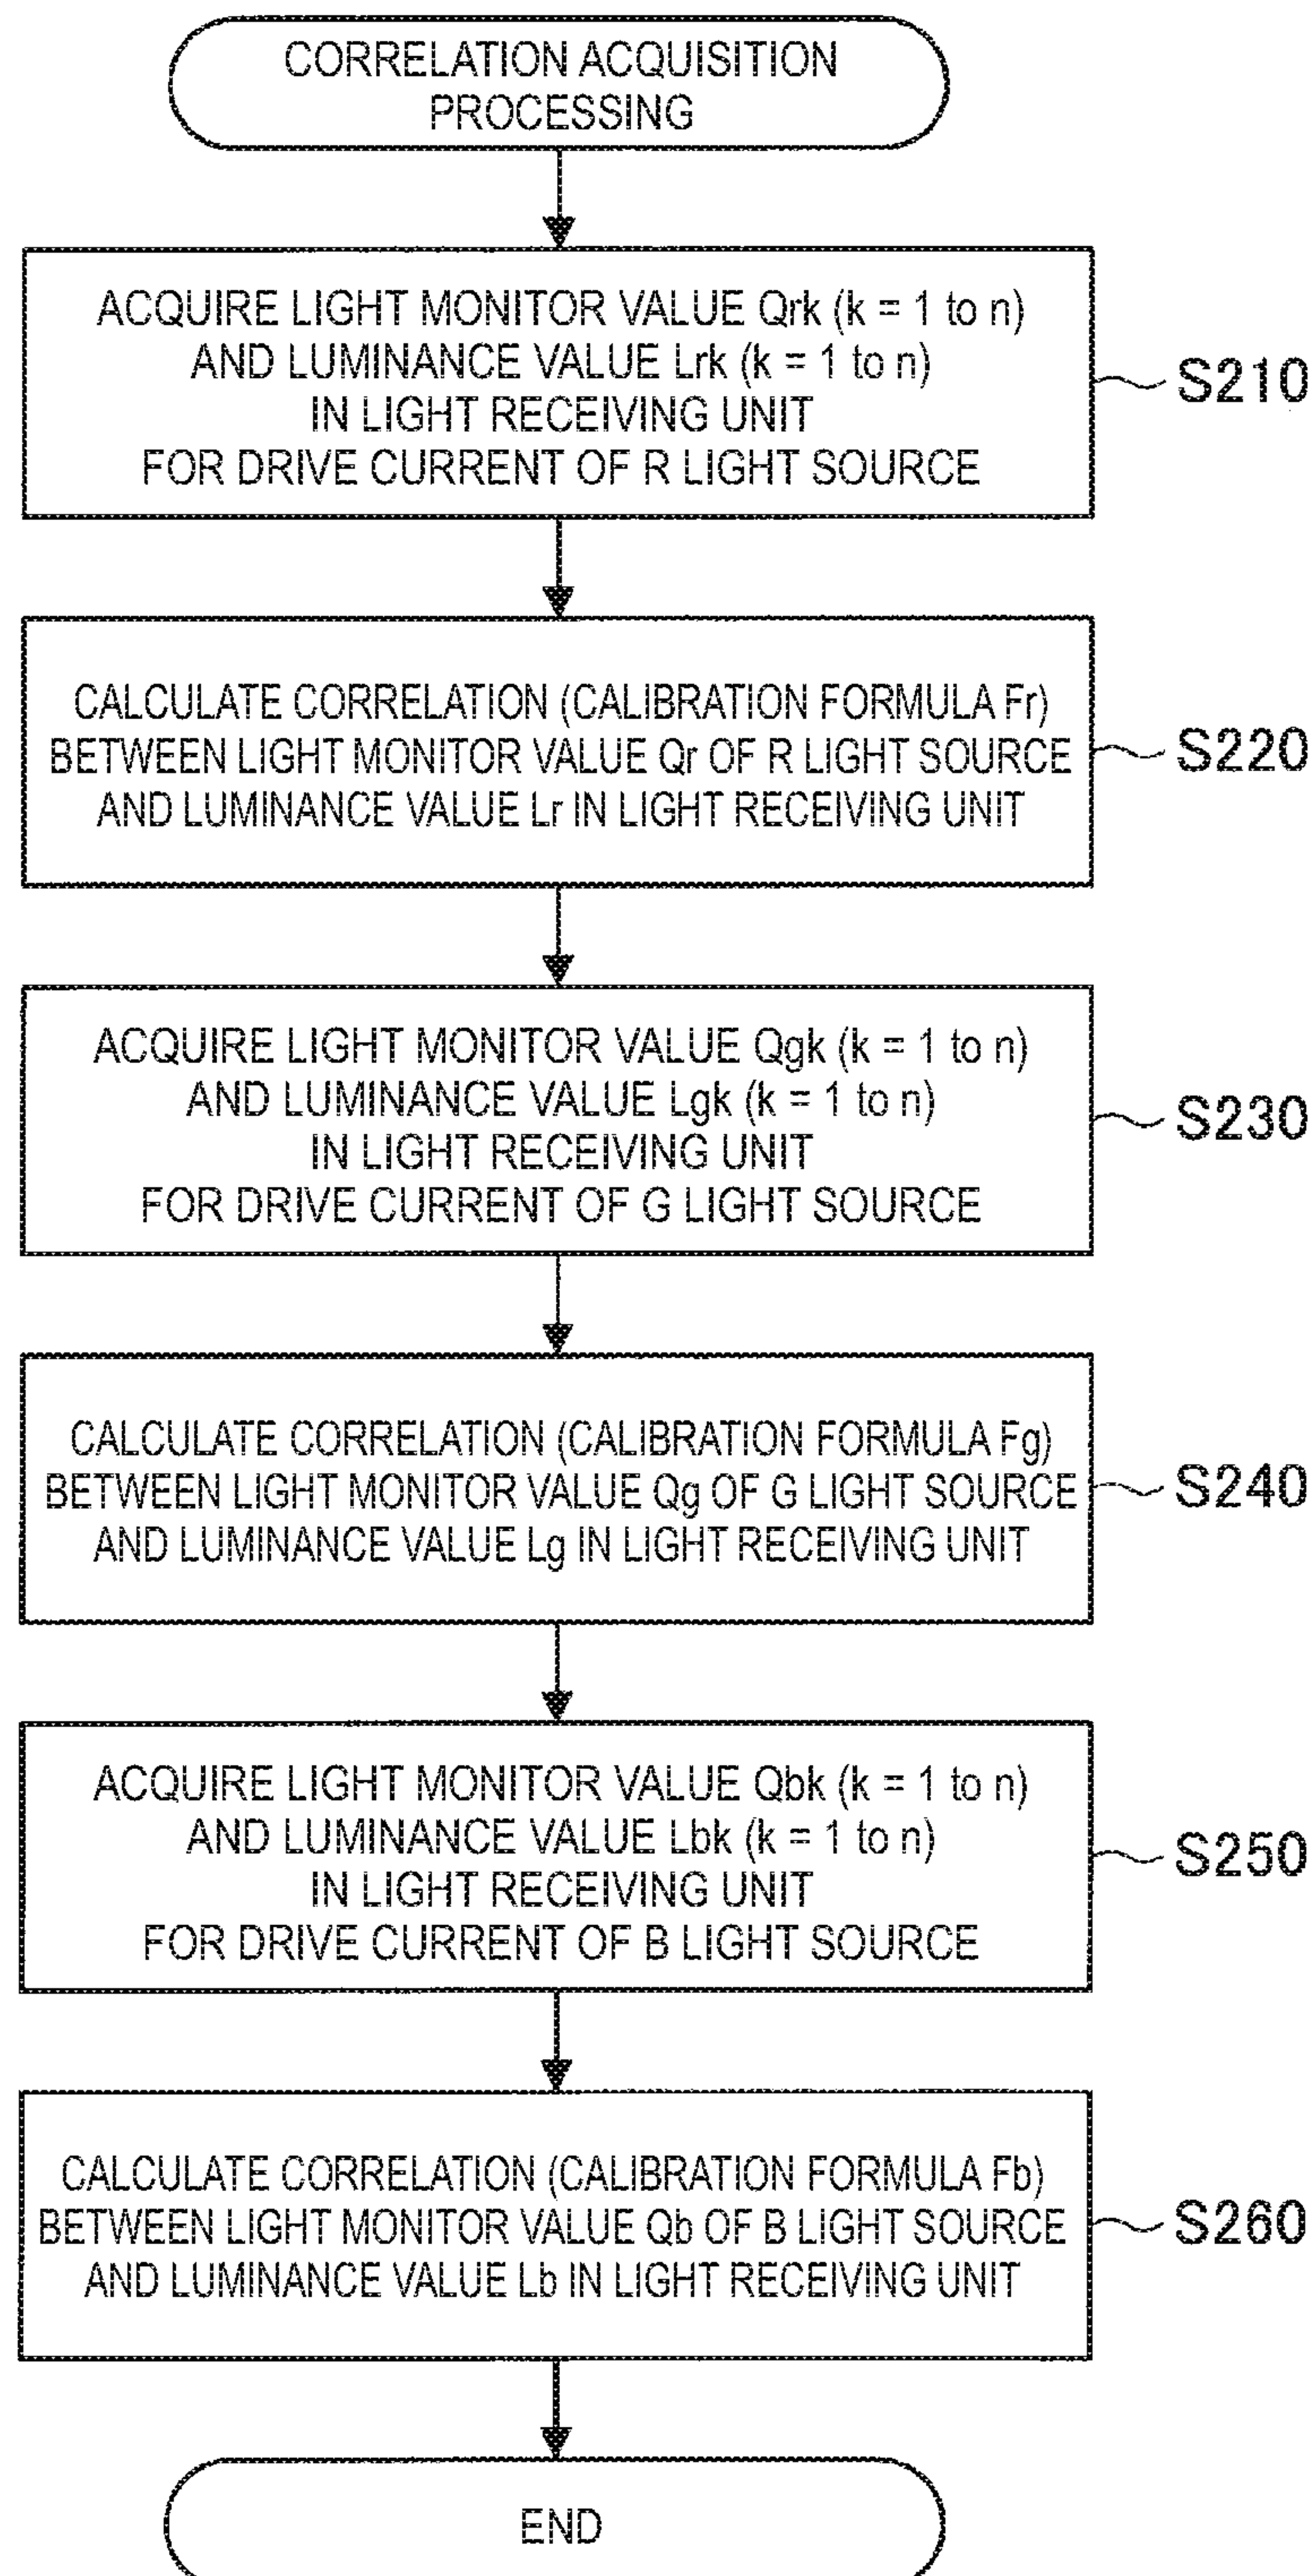 CORRELATION ACQUISITION
PROCESSING
ACQUIRE LIGHT MONITOR VALUE Qrk (k = 1 to n)
AND LUMINANCE VALUE Lrk (k = 1 to n)
IN LIGHT RECEIVING UNIT
FOR DRIVE CURRENT OF R LIGHT SOURCE
S210
CALCULATE CORRELATION (CALIBRATION FORMULA Fr)
BETWEEN LIGHT MONITOR VALUE Qr OF R LIGHT SOURCE
AND LUMINANCE VALUE Lr IN LIGHT RECEIVING UNIT
S220
ACQUIRE LIGHT MONITOR VALUE Qgk (k = 1 to n)
AND LUMINANCE VALUE Lgk (k = 1 to n)
IN LIGHT RECEIVING UNIT
FOR DRIVE CURRENT OF G LIGHT SOURCE
S230
CALCULATE CORRELATION (CALIBRATION FORMULA Fg)
BETWEEN LIGHT MONITOR VALUE Qg OF G LIGHT SOURCE
AND LUMINANCE VALUE Lg IN LIGHT RECEIVING UNIT
S240
ACQUIRE LIGHT MONITOR VALUE Qbk (k = 1 to n)
AND LUMINANCE VALUE Lbk (k = 1 to n)
IN LIGHT RECEIVING UNIT
FOR DRIVE CURRENT OF B LIGHT SOURCE
S250
CALCULATE CORRELATION (CALIBRATION FORMULA Fb)
BETWEEN LIGHT MONITOR VALUE Qb OF B LIGHT SOURCE
AND LUMINANCE VALUE Lb IN LIGHT RECEIVING UNIT
S260
END